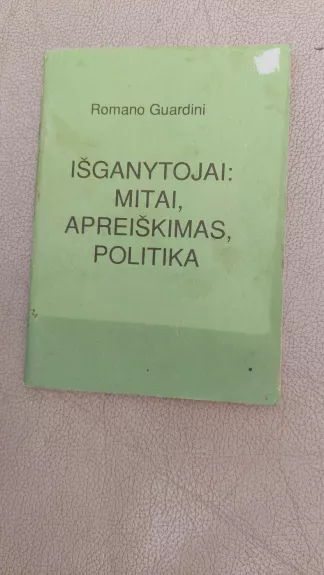 Romano Guardini
IŠGANYTOJAI:
MITAI,
APREIŠKIMAS,
POLITIKA